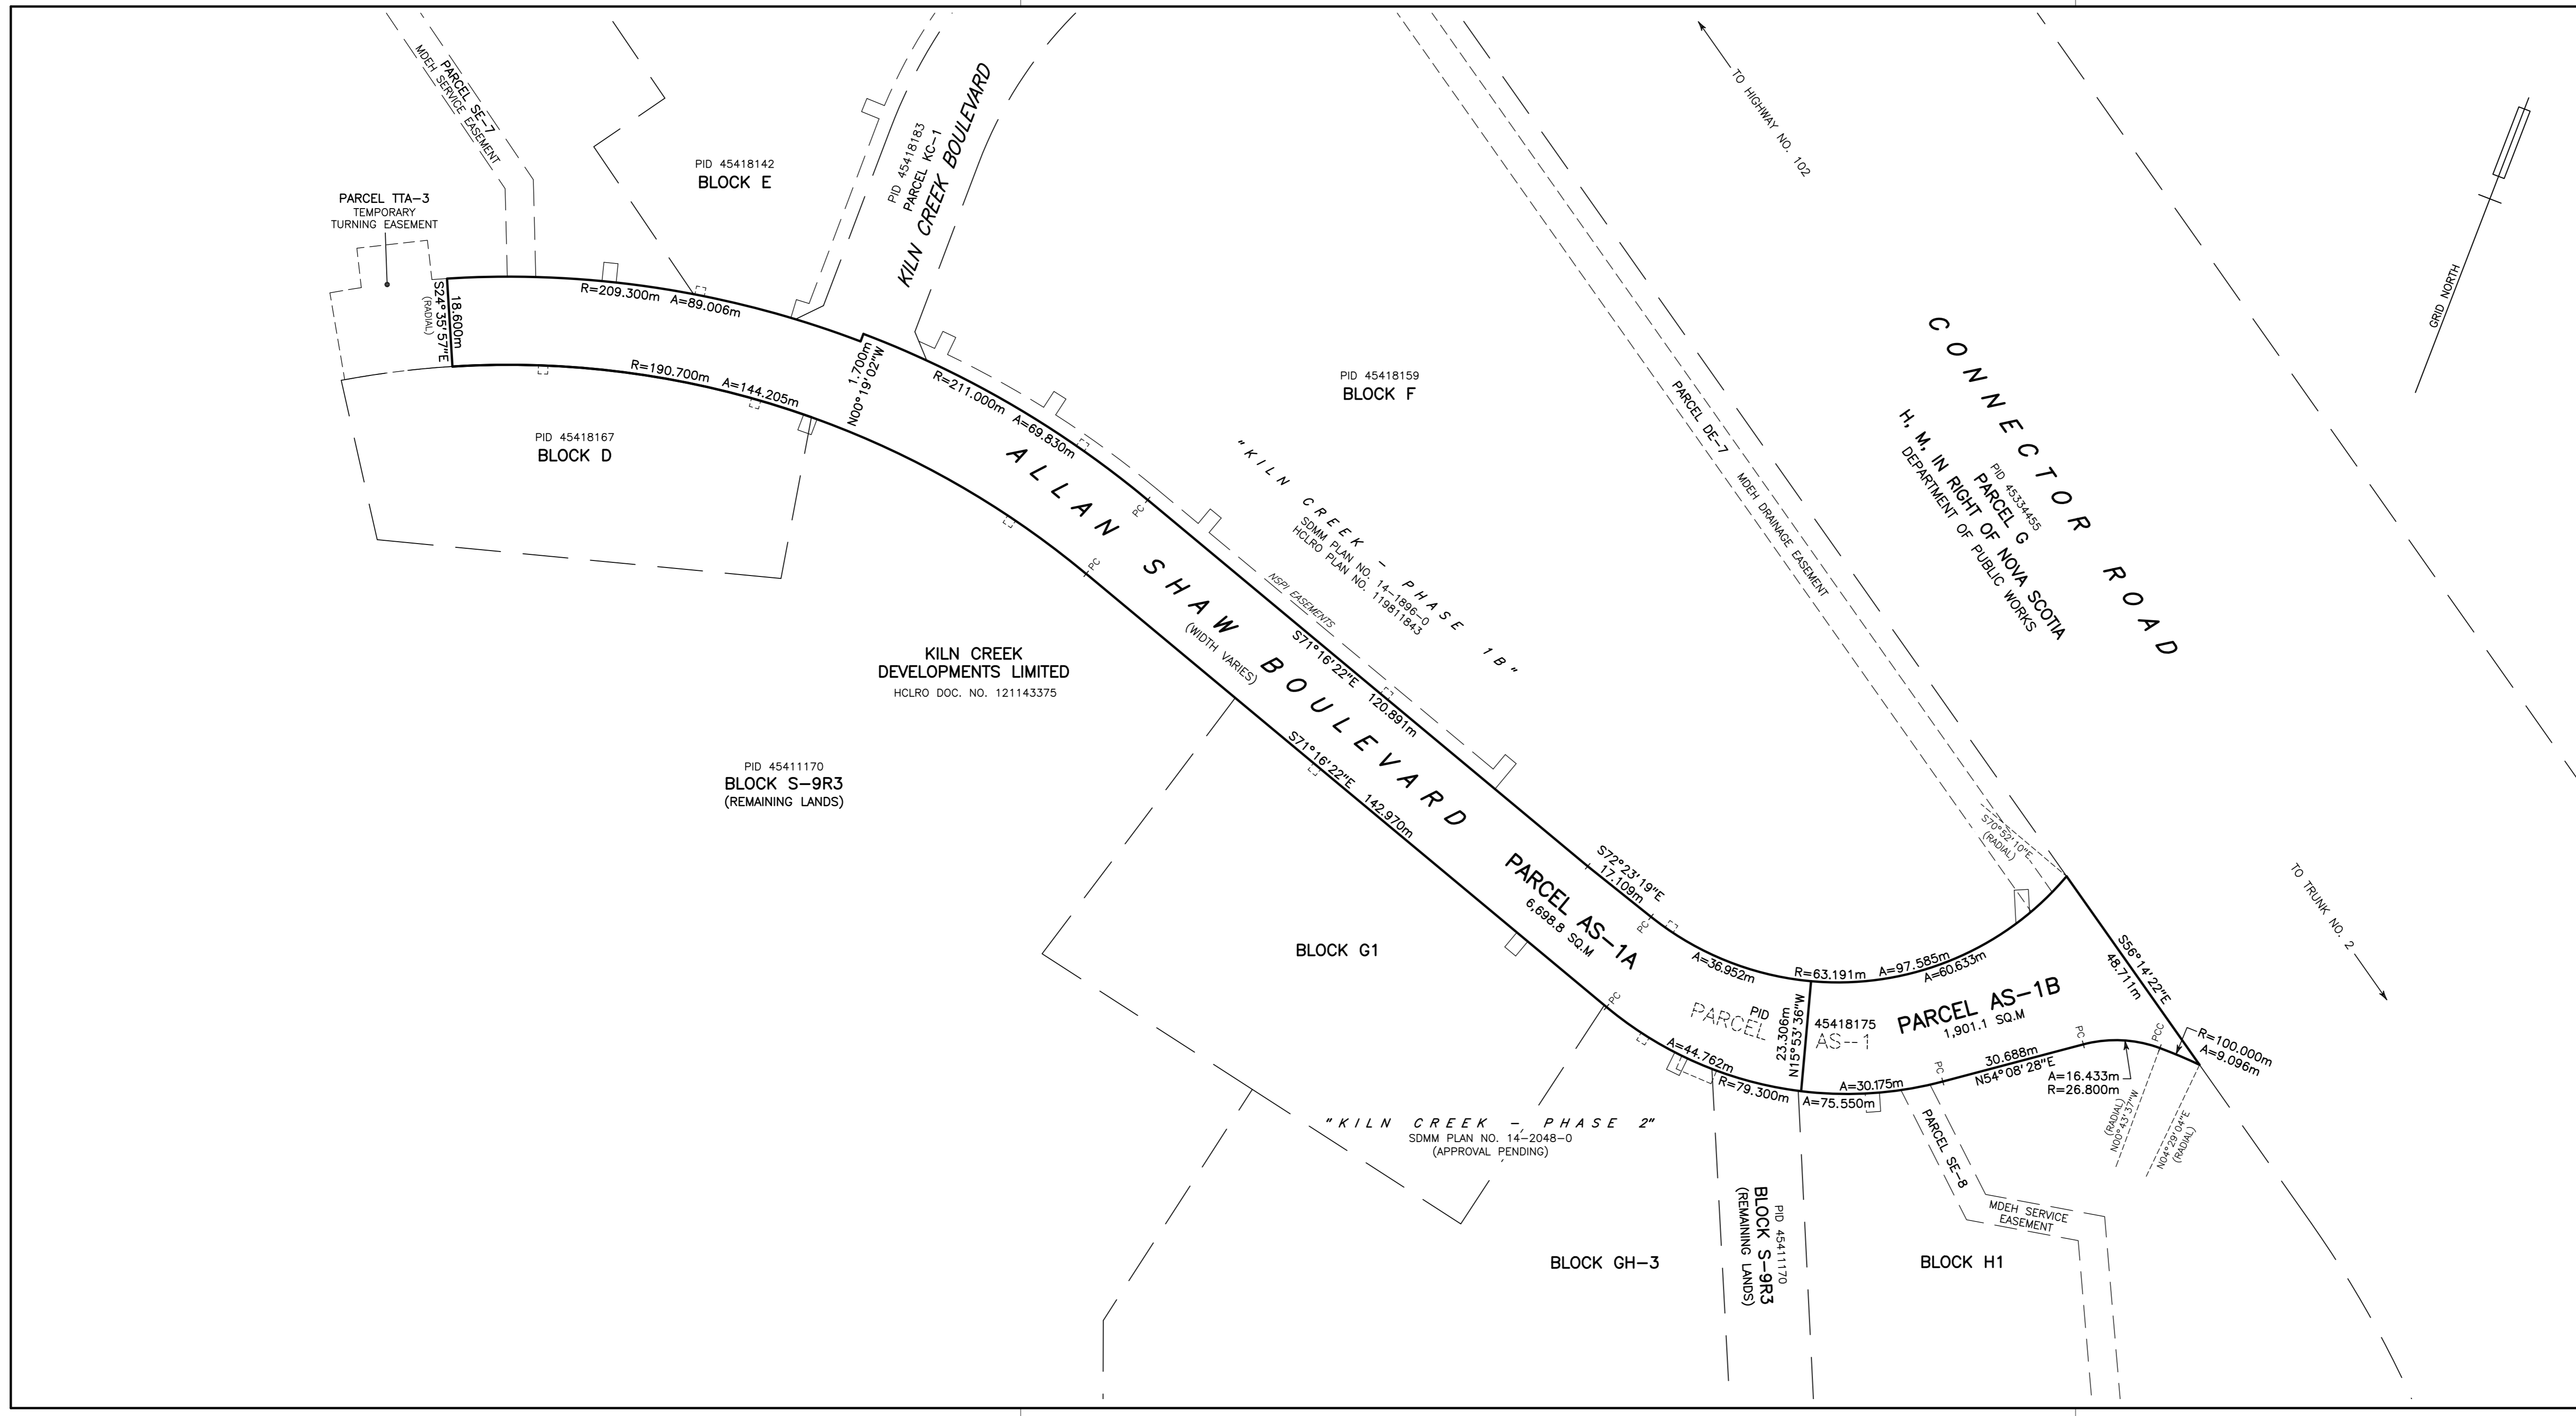 PARCEL SE-7
MDEH SERVICE EASEMENT
PID 45418142
BLOCK E
PID 45418183
PARCEL KC-1
KILN CREEK BOULEVARD
TO HIGHWAY NO. 102
GRID NORTH
PARCEL TTA-3
TEMPORARY
TURNING EASEMENT
S24°35'57"E
(RADIAL)
18.600m
R=209.300m A=89.006m
R=190.700m A=144.205m
1.700m
N00°19'02"W
R=211.000m A=69.830m
PID 45418167
BLOCK D
PID 45418159
BLOCK F
PARCEL DE-7 MDEH DRAINAGE EASEMENT
CONNECTOR ROAD
PID 45334455
PARCEL G
H, M, IN RIGHT OF NOVA SCOTIA
DEPARTMENT OF PUBLIC WORKS
"KILN CREEK - PHASE 1B"
SDMM PLAN NO. 14-1896-0
HCLRO PLAN NO. 119811843
PC
PC
NSPI EASEMENTS
ALLAN SHAW BOULEVARD
(WIDTH VARIES)
S71°16'22"E 120.891m
S71°16'22"E 142.970m
KILN CREEK
DEVELOPMENTS LIMITED
HCLRO DOC. NO. 121143375
PID 45411170
BLOCK S-9R3
(REMAINING LANDS)
S72°23'19"E
17.109m
PC
PARCEL AS-1A
6,698.8 SQ.M
S70°52'10"E
(RADIAL)
TO TRUNK NO. 2
BLOCK G1
PC
A=36.952m
R=63.191m A=97.585m
A=60.633m
S56°14'22"E
48.711m
PID 45418175
PARCEL AS-1
23.306m
N15°53'36"W
PARCEL AS-1B
1,901.1 SQ.M
A=44.762m
R=79.300m A=75.550m
A=30.175m
PC
30.688m
N54°08'28"E
PC
A=16.433m
R=26.800m
PCC
R=100.000m
A=9.096m
(RADIAL)
N00°43'37"W
N04°29'04"E
(RADIAL)
"KILN CREEK - PHASE 2"
SDMM PLAN NO. 14-2048-0
(APPROVAL PENDING)
PARCEL SE-8
MDEH SERVICE
EASEMENT
PID 45411170
BLOCK S-9R3
(REMAINING LANDS)
BLOCK GH-3
BLOCK H1